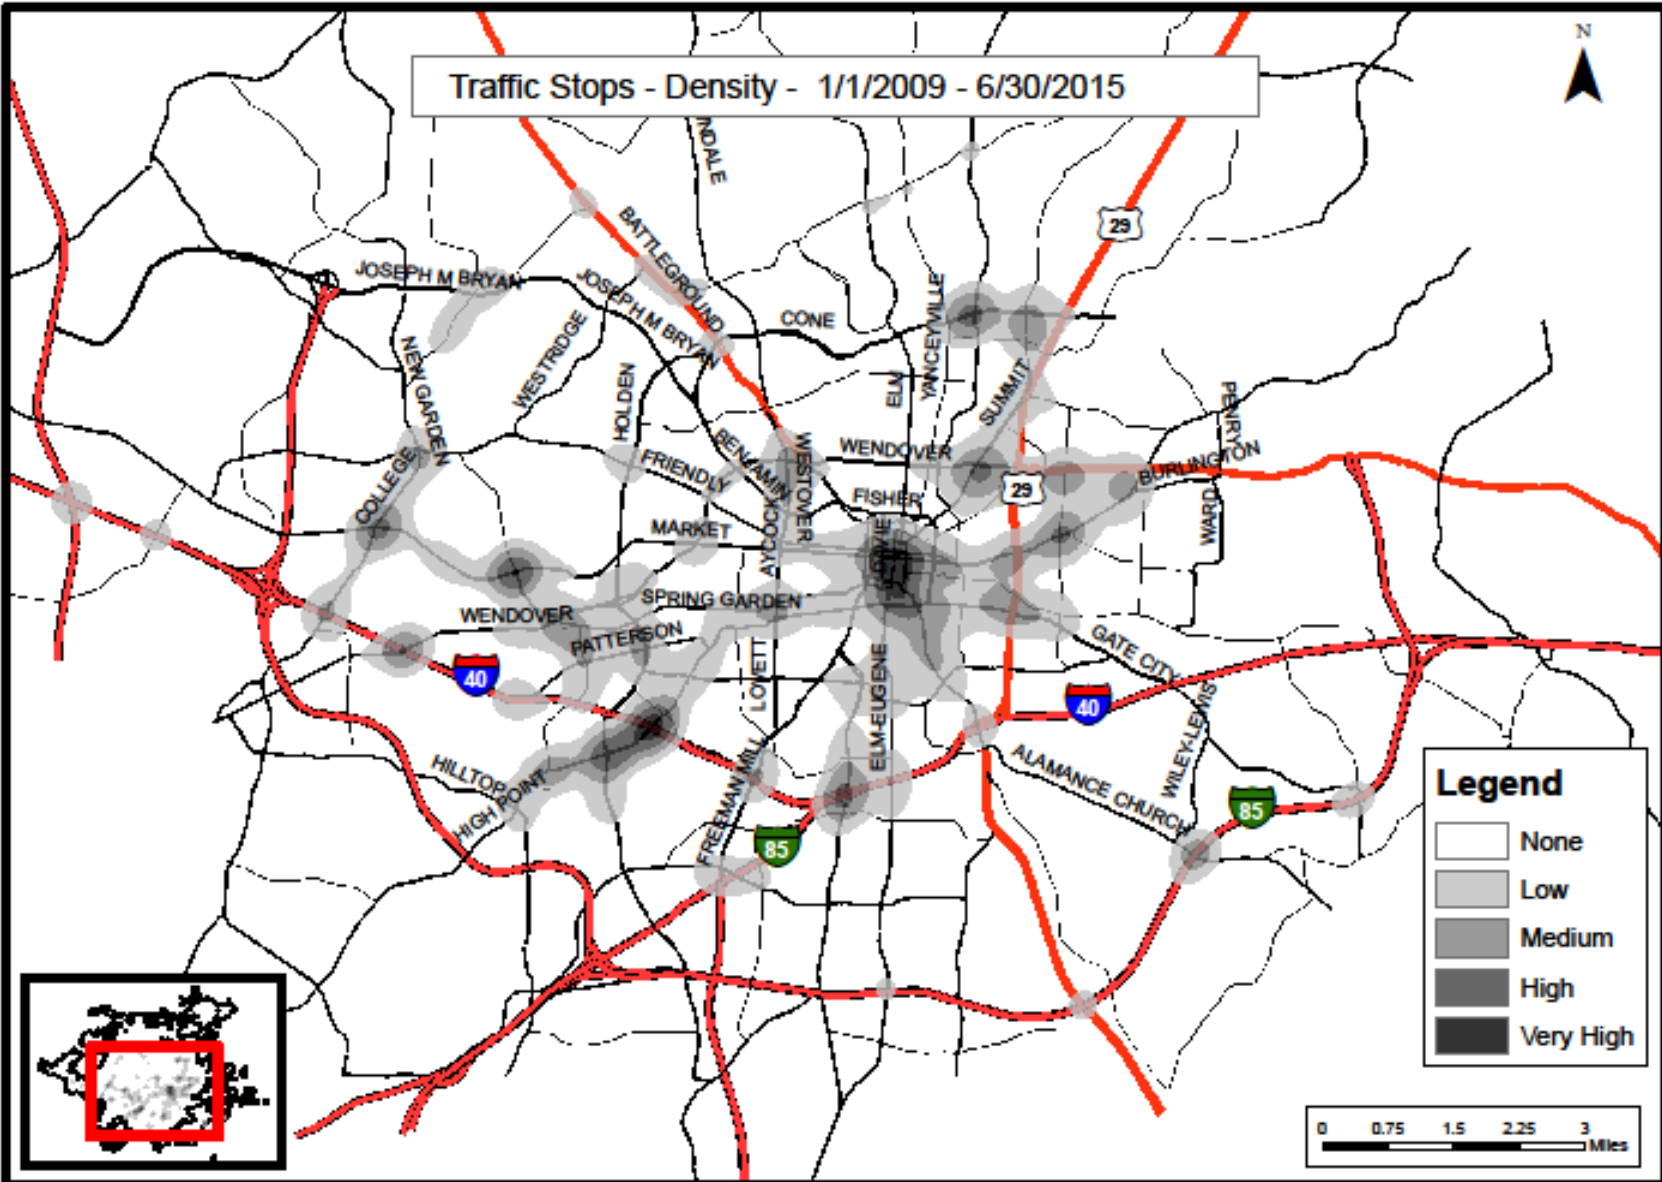 N
Traffic Stops - Density - 1/1/2009 - 6/30/2015
NDALE
BATTLEGROUND
29
JOSEPH M BRYAN
JOSEPH M BRYAN
CONE
YANCEYVILLE
NEW GARDEN
WESTRIDGE
HOLDEN
ELM
SUMMIT
PENRY
COLLEGE
FRIENDLY
BENJAMIN
WESTOVER
WENDOVER
BURLINGTON
29
FISHER
WARD
MARKET
AYCOCK
WENDOVER
SPRING GARDEN
PATTERSON
LOVETT
ELM-EUGENE
GATE CITY
40
40
WILEY-LEWIS
HILLTOP
HIGH POINT
FREEMAN MILL
ALAMANCE CHURCH
85
85
Legend
None
Low
Medium
High
Very High
0 0.75 1.5 2.25 3
Miles